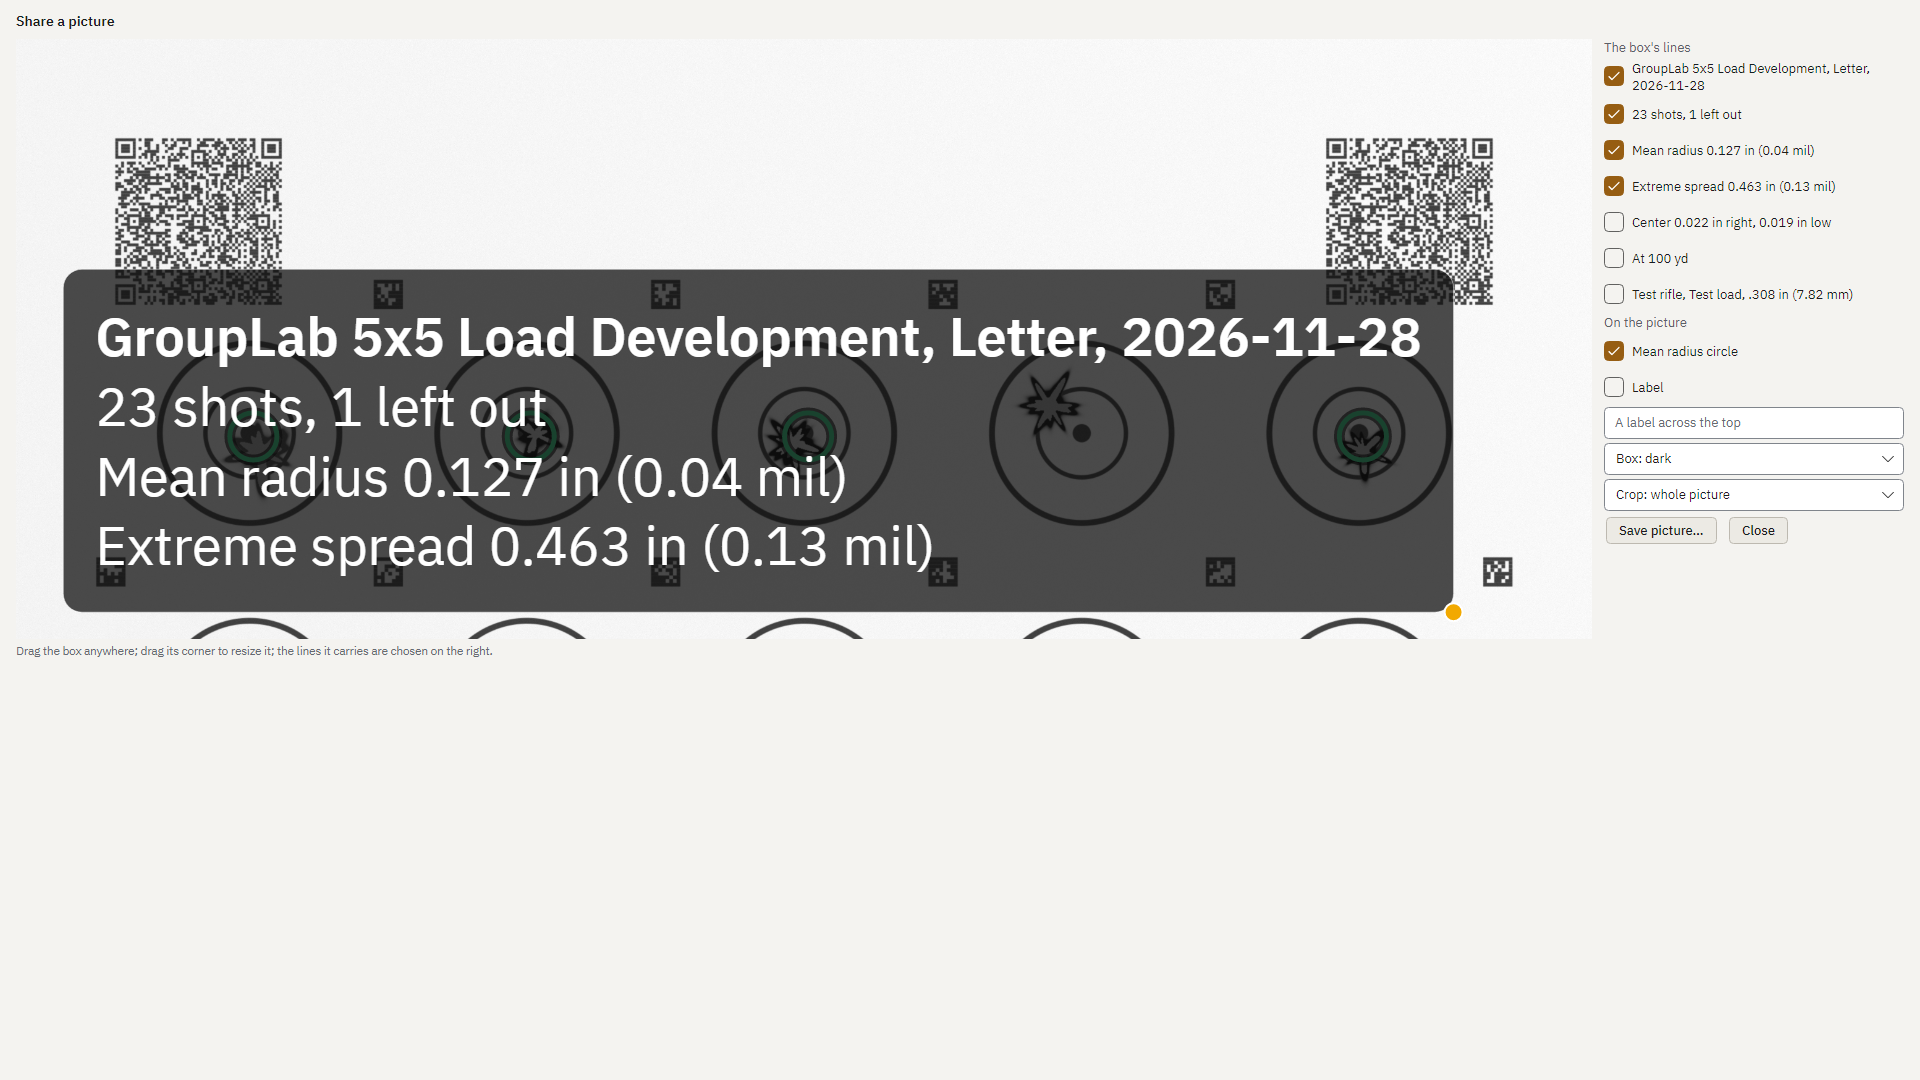 Share a picture
GroupLab 5x5 Load Development, Letter, 2026-11-28
23 shots, 1 left out
Mean radius 0.127 in (0.04 mil)
Extreme spread 0.463 in (0.13 mil)
Drag the box anywhere; drag its corner to resize it; the lines it carries are chosen on the right.
The box's lines
GroupLab 5x5 Load Development, Letter,
2026-11-28
23 shots, 1 left out
Mean radius 0.127 in (0.04 mil)
Extreme spread 0.463 in (0.13 mil)
Center 0.022 in right, 0.019 in low
At 100 yd
Test rifle, Test load, .308 in (7.82 mm)
On the picture
Mean radius circle
Label
A label across the top
Box: dark
Crop: whole picture
Save picture...
Close